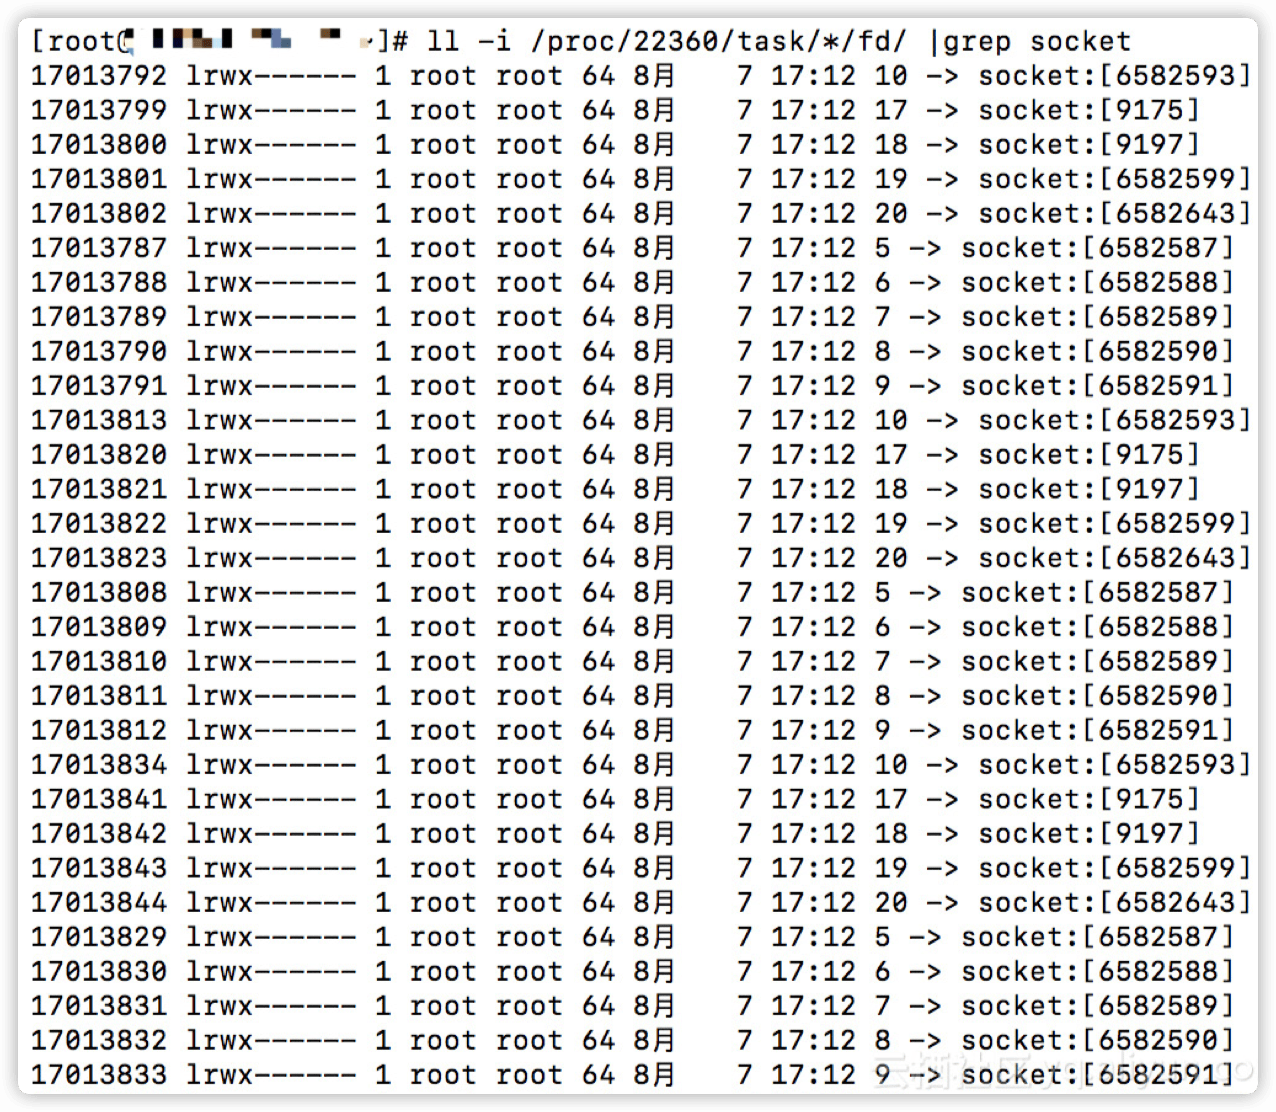 [root@ ~]# ll -i /proc/22360/task/*/fd/ |grep socket
17013792 lrwx------ 1 root root 64 8月 7 17:12 10 -> socket:[6582593]
17013799 lrwx------ 1 root root 64 8月 7 17:12 17 -> socket:[9175]
17013800 lrwx------ 1 root root 64 8月 7 17:12 18 -> socket:[9197]
17013801 lrwx------ 1 root root 64 8月 7 17:12 19 -> socket:[6582599]
17013802 lrwx------ 1 root root 64 8月 7 17:12 20 -> socket:[6582643]
17013787 lrwx------ 1 root root 64 8月 7 17:12 5 -> socket:[6582587]
17013788 lrwx------ 1 root root 64 8月 7 17:12 6 -> socket:[6582588]
17013789 lrwx------ 1 root root 64 8月 7 17:12 7 -> socket:[6582589]
17013790 lrwx------ 1 root root 64 8月 7 17:12 8 -> socket:[6582590]
17013791 lrwx------ 1 root root 64 8月 7 17:12 9 -> socket:[6582591]
17013813 lrwx------ 1 root root 64 8月 7 17:12 10 -> socket:[6582593]
17013820 lrwx------ 1 root root 64 8月 7 17:12 17 -> socket:[9175]
17013821 lrwx------ 1 root root 64 8月 7 17:12 18 -> socket:[9197]
17013822 lrwx------ 1 root root 64 8月 7 17:12 19 -> socket:[6582599]
17013823 lrwx------ 1 root root 64 8月 7 17:12 20 -> socket:[6582643]
17013808 lrwx------ 1 root root 64 8月 7 17:12 5 -> socket:[6582587]
17013809 lrwx------ 1 root root 64 8月 7 17:12 6 -> socket:[6582588]
17013810 lrwx------ 1 root root 64 8月 7 17:12 7 -> socket:[6582589]
17013811 lrwx------ 1 root root 64 8月 7 17:12 8 -> socket:[6582590]
17013812 lrwx------ 1 root root 64 8月 7 17:12 9 -> socket:[6582591]
17013834 lrwx------ 1 root root 64 8月 7 17:12 10 -> socket:[6582593]
17013841 lrwx------ 1 root root 64 8月 7 17:12 17 -> socket:[9175]
17013842 lrwx------ 1 root root 64 8月 7 17:12 18 -> socket:[9197]
17013843 lrwx------ 1 root root 64 8月 7 17:12 19 -> socket:[6582599]
17013844 lrwx------ 1 root root 64 8月 7 17:12 20 -> socket:[6582643]
17013829 lrwx------ 1 root root 64 8月 7 17:12 5 -> socket:[6582587]
17013830 lrwx------ 1 root root 64 8月 7 17:12 6 -> socket:[6582588]
17013831 lrwx------ 1 root root 64 8月 7 17:12 7 -> socket:[6582589]
17013832 lrwx------ 1 root root 64 8月 7 17:12 8 -> socket:[6582590]
17013833 lrwx------ 1 root root 64 8月 7 17:12 9 -> socket:[6582591]
云栖社区